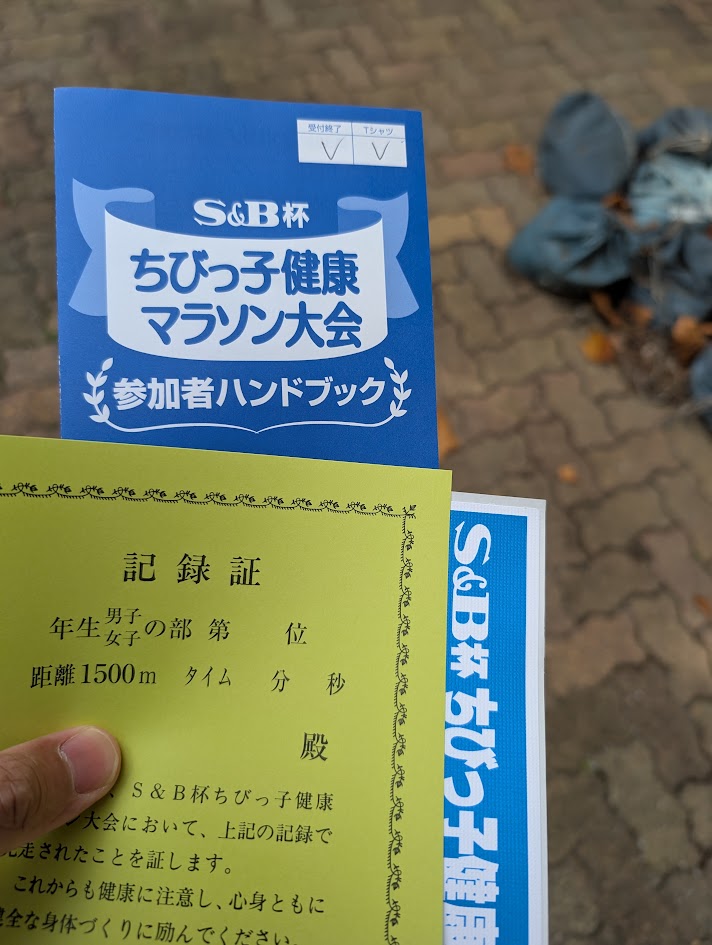 受付終了 Tシャツ
V V
S&B杯
ちびっ子健康
マラソン大会
参加者ハンドブック
記録証
年生男子女子の部 第 位
距離1500m タイム 分 秒
殿
、S&B杯ちびっ子健康
ン大会において、上記の記録で
走されたことを証します。
これからも健康に注意し、心身ともに
健全な身体づくりに励んでください。
S&B杯 ちびっ子健康